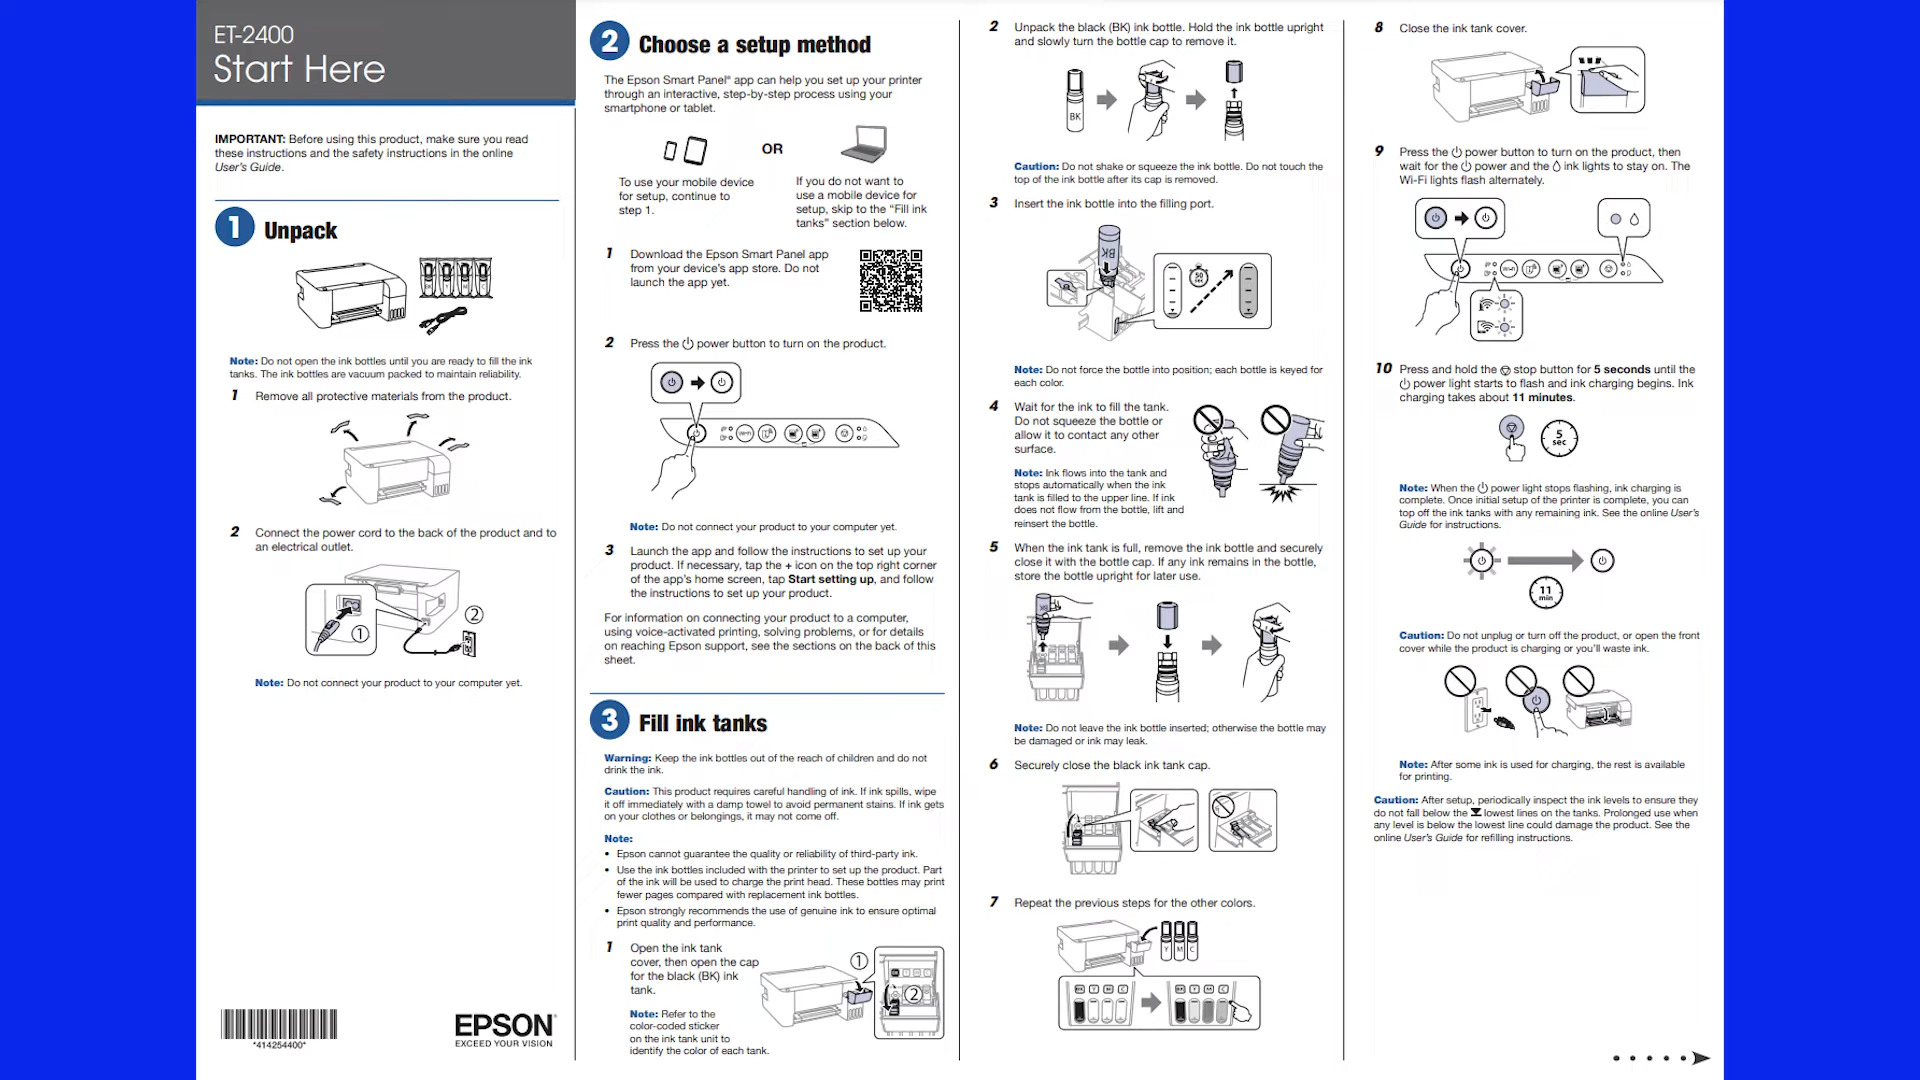 ET-2400
Start Here
IMPORTANT: Before using this product, make sure you read
these instructions and the safety instructions in the online
User's Guide.
1 Unpack
BK Y M C
Note: Do not open the ink bottles until you are ready to fill the ink
tanks. The ink bottles are vacuum packed to maintain reliability.
1 Remove all protective materials from the product.
2 Connect the power cord to the back of the product and to
an electrical outlet.
1
2
Note: Do not connect your product to your computer yet.
*414254400*
EPSON®
EXCEED YOUR VISION
2 Choose a setup method
The Epson Smart Panel® app can help you set up your printer
through an interactive, step-by-step process using your
smartphone or tablet.
OR
To use your mobile device
for setup, continue to
step 1.
If you do not want to
use a mobile device for
setup, skip to the "Fill ink
tanks" section below.
1 Download the Epson Smart Panel app
from your device's app store. Do not
launch the app yet.
2 Press the power button to turn on the product.
Wi-Fi
Note: Do not connect your product to your computer yet.
3 Launch the app and follow the instructions to set up your
product. If necessary, tap the + icon on the top right corner
of the app's home screen, tap Start setting up, and follow
the instructions to set up your product.
For information on connecting your product to a computer,
using voice-activated printing, solving problems, or for details
on reaching Epson support, see the sections on the back of this
sheet.
3 Fill ink tanks
Warning: Keep the ink bottles out of the reach of children and do not
drink the ink.
Caution: This product requires careful handling of ink. If ink spills, wipe
it off immediately with a damp towel to avoid permanent stains. If ink gets
on your clothes or belongings, it may not come off.
Note:
• Epson cannot guarantee the quality or reliability of third-party ink.
• Use the ink bottles included with the printer to set up the product. Part
of the ink will be used to charge the print head. These bottles may print
fewer pages compared with replacement ink bottles.
• Epson strongly recommends the use of genuine ink to ensure optimal
print quality and performance.
1 Open the ink tank
cover, then open the cap
for the black (BK) ink
tank.
1
2
Note: Refer to the
color-coded sticker
on the ink tank unit to
identify the color of each tank.
2 Unpack the black (BK) ink bottle. Hold the ink bottle upright
and slowly turn the bottle cap to remove it.
BK
Caution: Do not shake or squeeze the ink bottle. Do not touch the
top of the ink bottle after its cap is removed.
3 Insert the ink bottle into the filling port.
BK
50
sec
Note: Do not force the bottle into position; each bottle is keyed for
each color.
4 Wait for the ink to fill the tank.
Do not squeeze the bottle or
allow it to contact any other
surface.
Note: Ink flows into the tank and
stops automatically when the ink
tank is filled to the upper line. If ink
does not flow from the bottle, lift and
reinsert the bottle.
5 When the ink tank is full, remove the ink bottle and securely
close it with the bottle cap. If any ink remains in the bottle,
store the bottle upright for later use.
BK
Note: Do not leave the ink bottle inserted; otherwise the bottle may
be damaged or ink may leak.
6 Securely close the black ink tank cap.
7 Repeat the previous steps for the other colors.
Y M C
BK Y M C BK Y M C
8 Close the ink tank cover.
9 Press the power button to turn on the product, then
wait for the power and the ink lights to stay on. The
Wi-Fi lights flash alternately.
Wi-Fi
10 Press and hold the stop button for 5 seconds until the
power light starts to flash and ink charging begins. Ink
charging takes about 11 minutes.
5
sec
Note: When the power light stops flashing, ink charging is
complete. Once initial setup of the printer is complete, you can
top off the ink tanks with any remaining ink. See the online User's
Guide for instructions.
11
min
Caution: Do not unplug or turn off the product, or open the front
cover while the product is charging or you'll waste ink.
Note: After some ink is used for charging, the rest is available
for printing.
Caution: After setup, periodically inspect the ink levels to ensure they
do not fall below the lowest lines on the tanks. Prolonged use when
any level is below the lowest line could damage the product. See the
online User's Guide for refilling instructions.